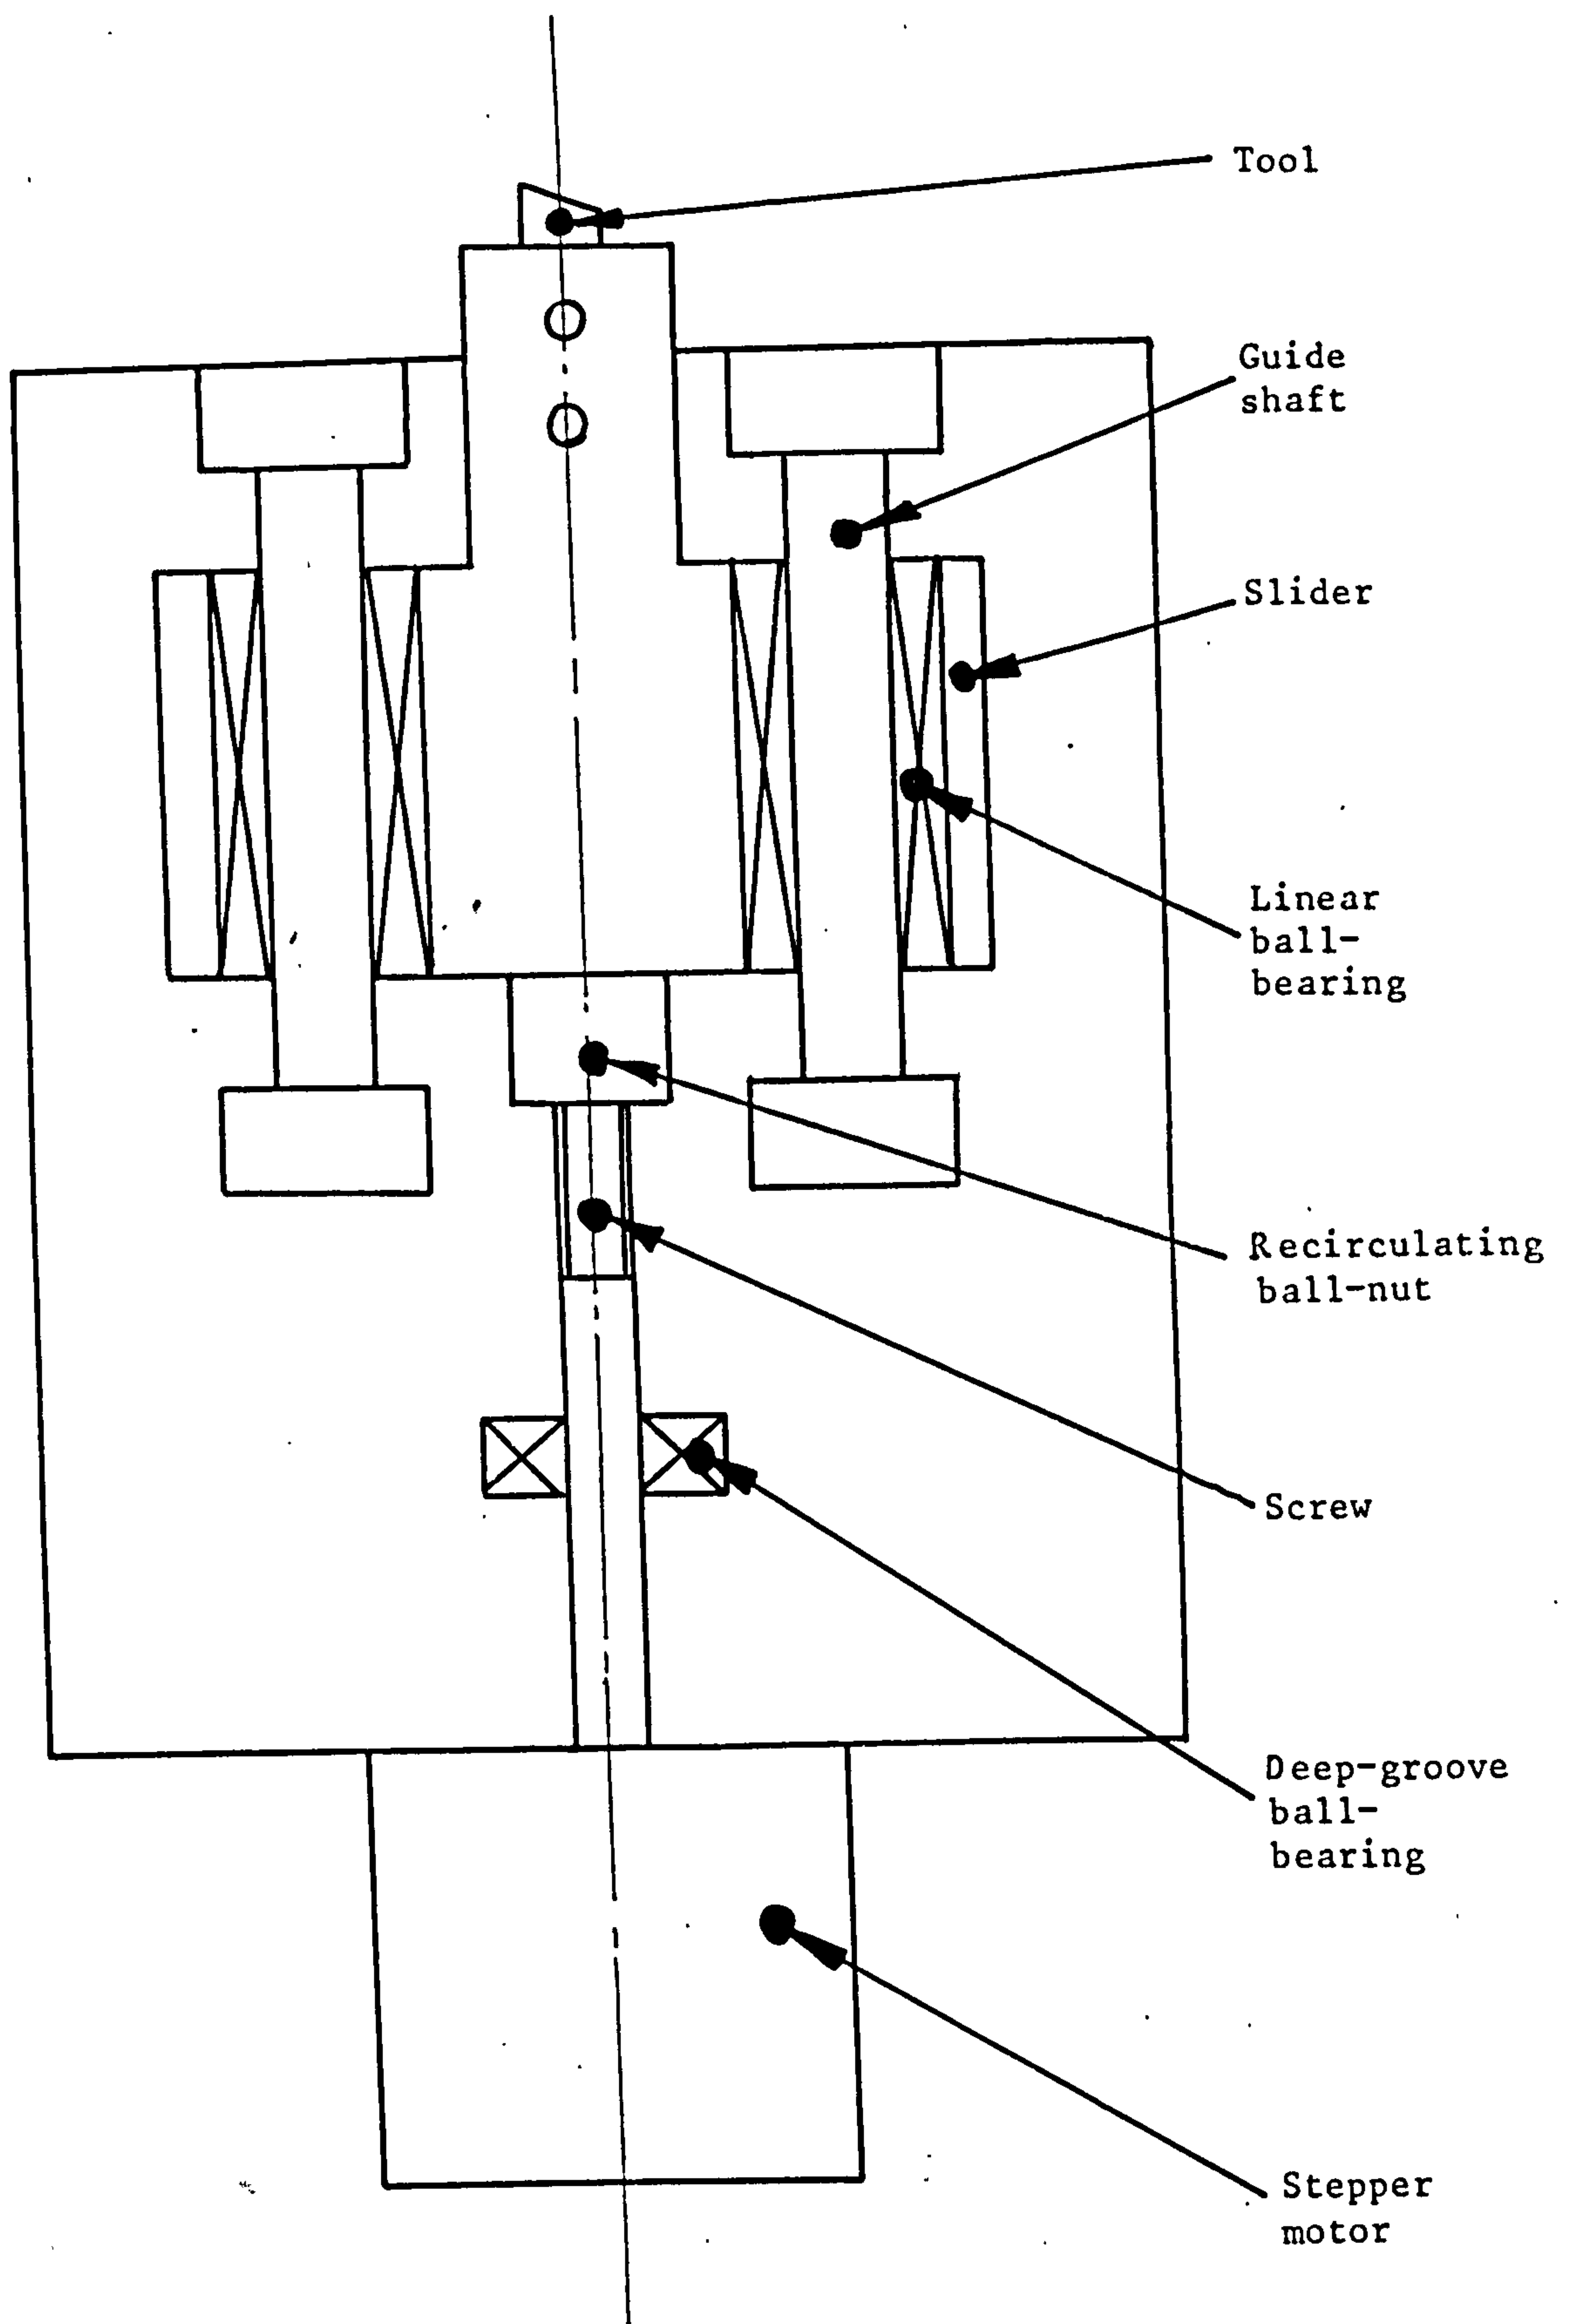 Tool
Guide
shaft
Slider
Linear
ball-
bearing
Recirculating
ball-nut
Screw
Deep-groove
ball-
bearing
Stepper
motor